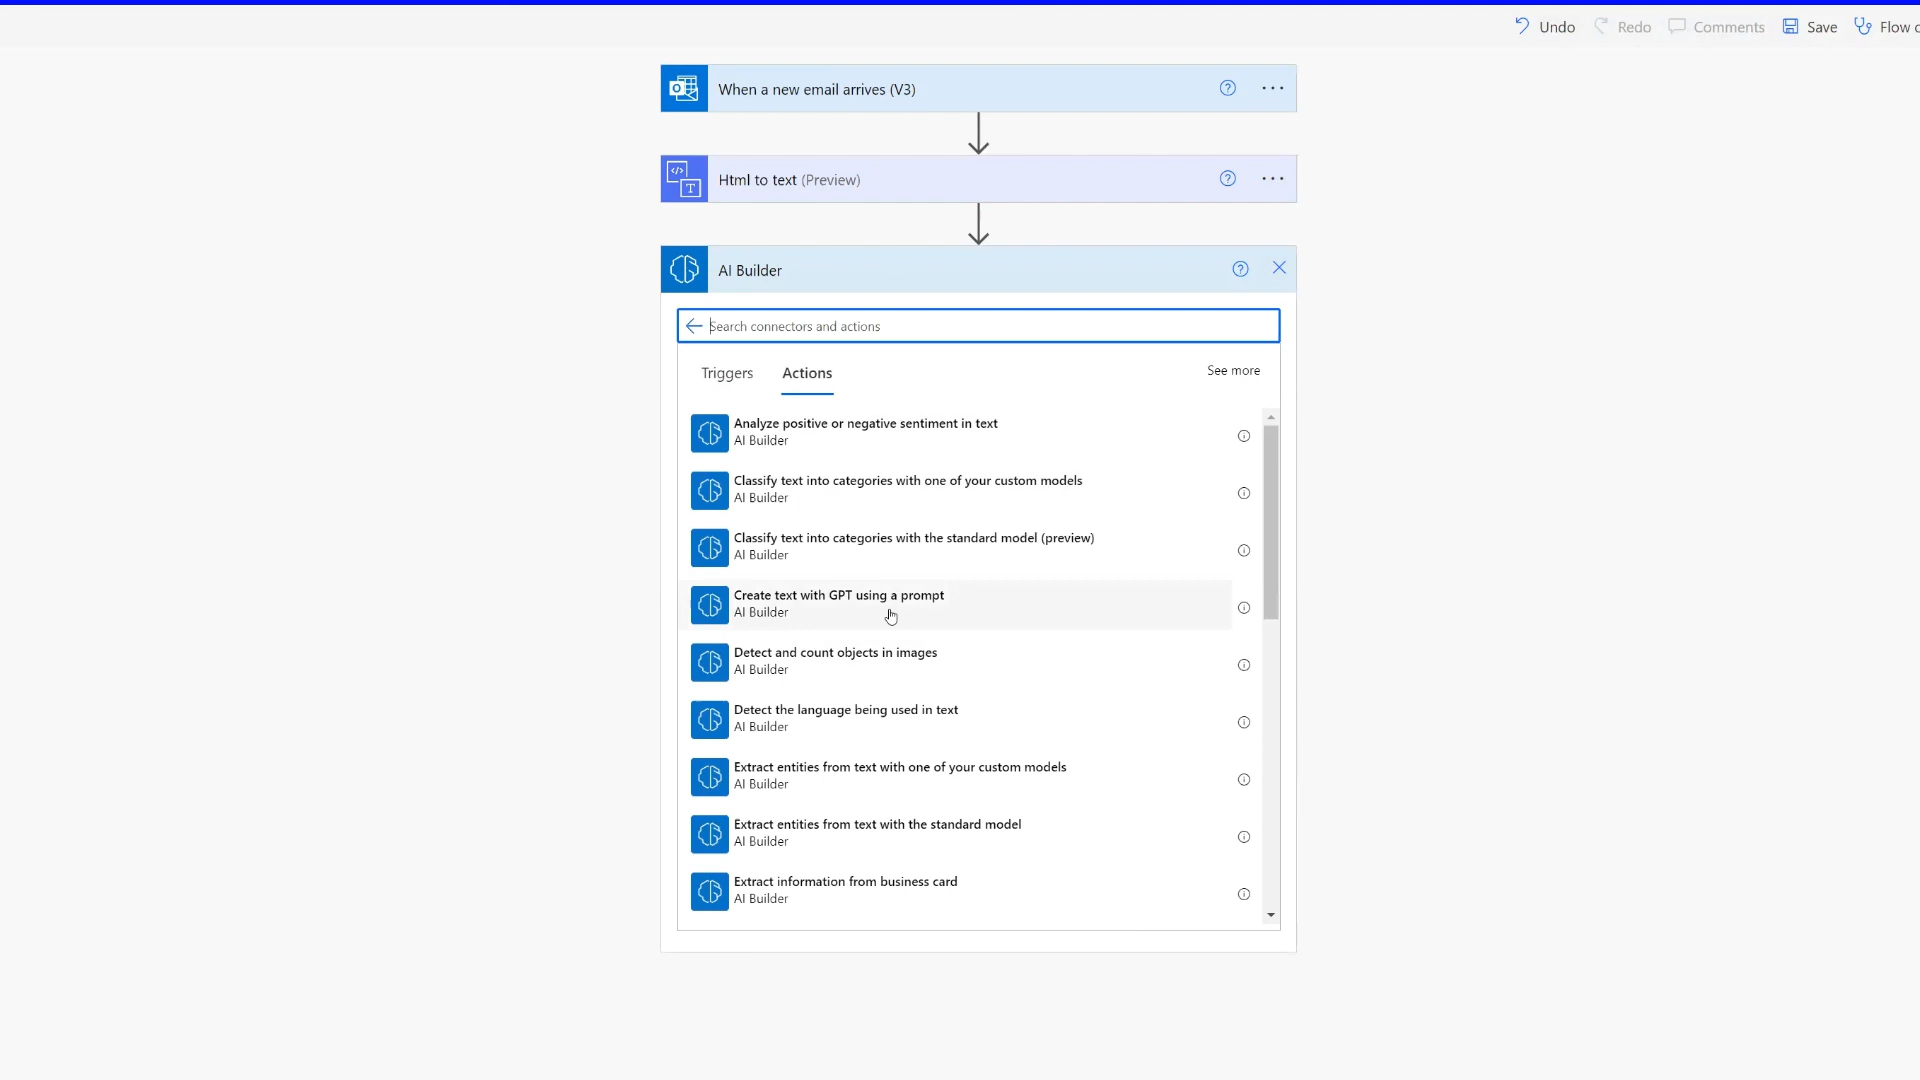 Undo Redo Comments Save Flow c
When a new email arrives (V3)
Html to text (Preview)
AI Builder
Search connectors and actions
Triggers Actions See more
Analyze positive or negative sentiment in text
AI Builder
Classify text into categories with one of your custom models
AI Builder
Classify text into categories with the standard model (preview)
AI Builder
Create text with GPT using a prompt
AI Builder
Detect and count objects in images
AI Builder
Detect the language being used in text
AI Builder
Extract entities from text with one of your custom models
AI Builder
Extract entities from text with the standard model
AI Builder
Extract information from business card
AI Builder